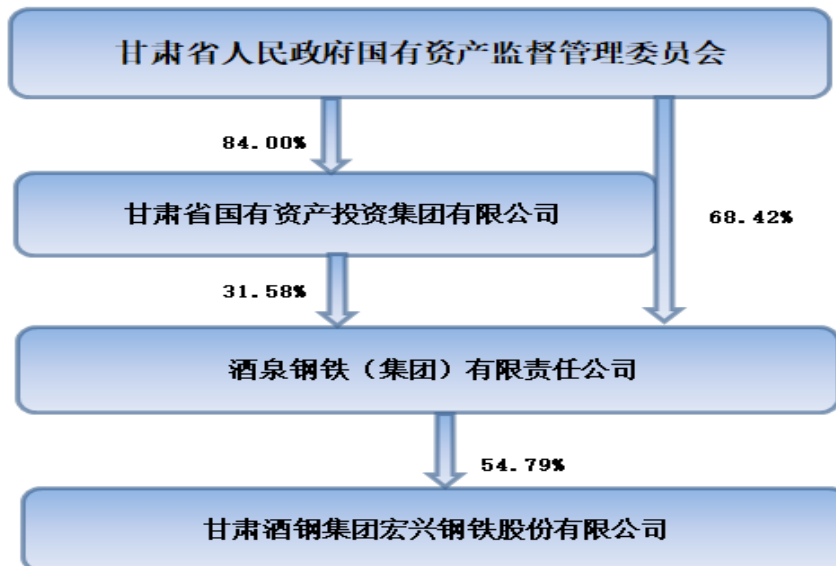 甘肃省人民政府国有资产监督管理委员会
84.00%
甘肃省国有资产投资集团有限公司
68.42%
31.58%
酒泉钢铁（集团）有限责任公司
54.79%
甘肃酒钢集团宏兴钢铁股份有限公司